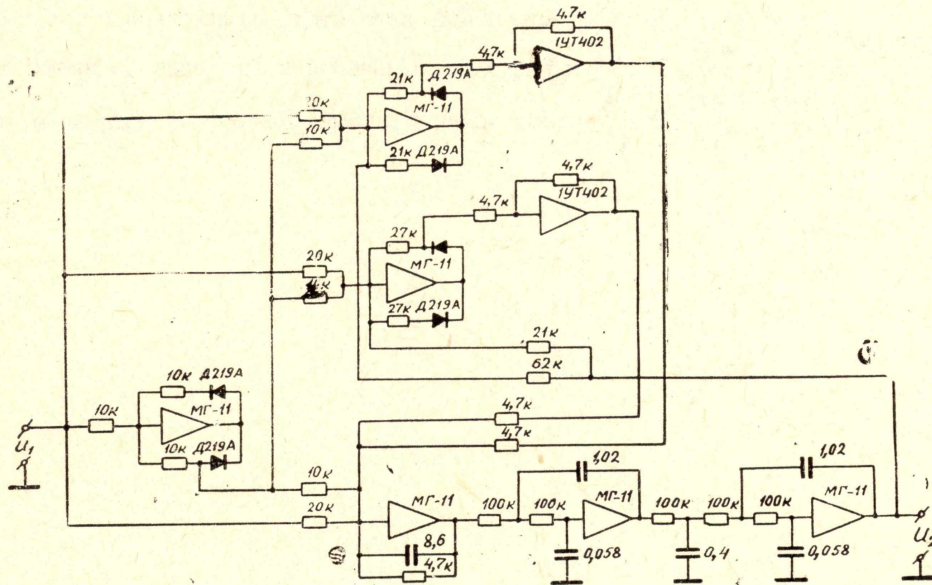 4,7к
1УТ402
4,7к
21к
Д219А
МГ-11
20к
10к
21к
Д219А
4,7к
1УТ402
4,7к
27к
МГ-11
20к
27к
Д219А
21к
62к
10к
Д219А
4,7к
10к
МГ-11
4,7к
U₁
10к
Д219А
1,02
1,02
10к
МГ-11
100к
100к
МГ-11
100к
100к
100к
МГ-11
20к
8,6
0,058
0,4
0,058
U₂
4,7к